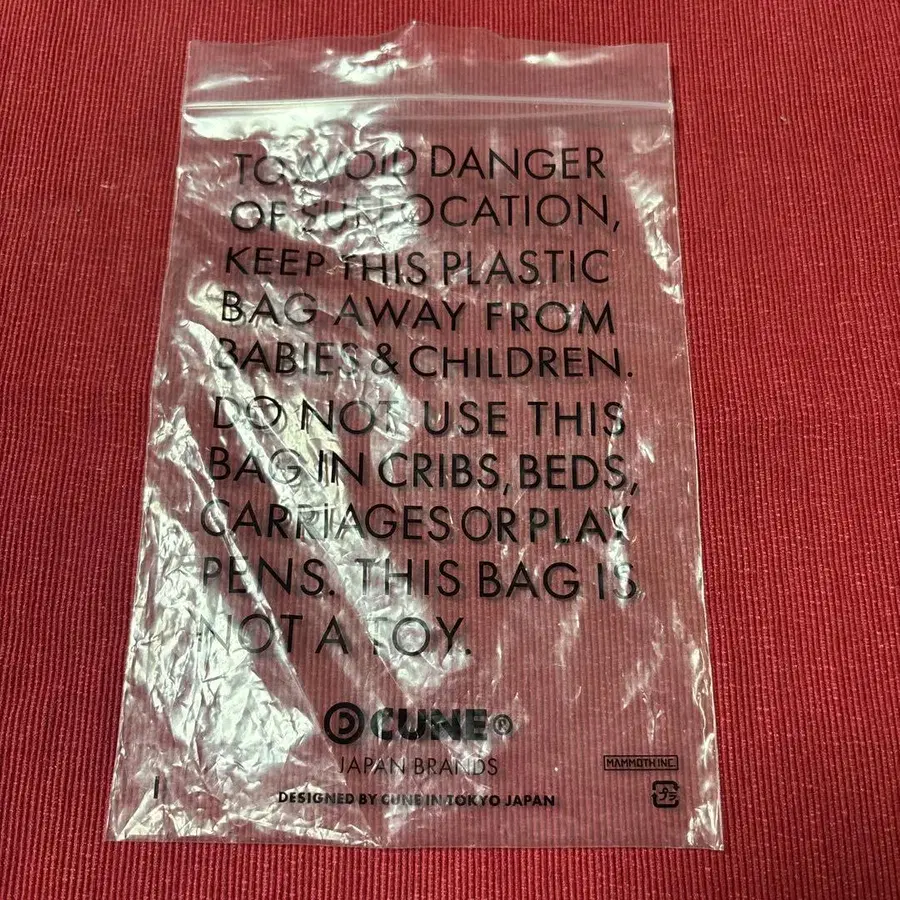 TO AVOID DANGER
OF SUFFOCATION,
KEEP THIS PLASTIC
BAG AWAY FROM
BABIES & CHILDREN.
DO NOT USE THIS
BAG IN CRIBS, BEDS,
CARRIAGES OR PLAY
PENS. THIS BAG IS
NOT A TOY.
CUNE®
JAPAN BRANDS
MAMMOTH INC.
DESIGNED BY CUNE IN TOKYO JAPAN
プラ